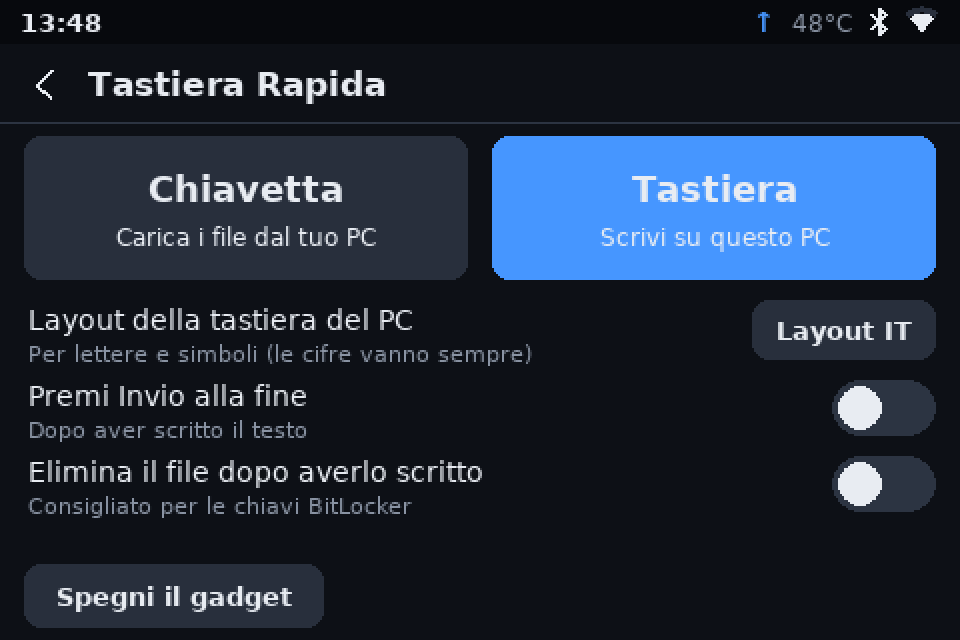 13:48
↑ 48°C
Tastiera Rapida
Chiavetta
Carica i file dal tuo PC
Tastiera
Scrivi su questo PC
Layout della tastiera del PC
Per lettere e simboli (le cifre vanno sempre)
Layout IT
Premi Invio alla fine
Dopo aver scritto il testo
Elimina il file dopo averlo scritto
Consigliato per le chiavi BitLocker
Spegni il gadget